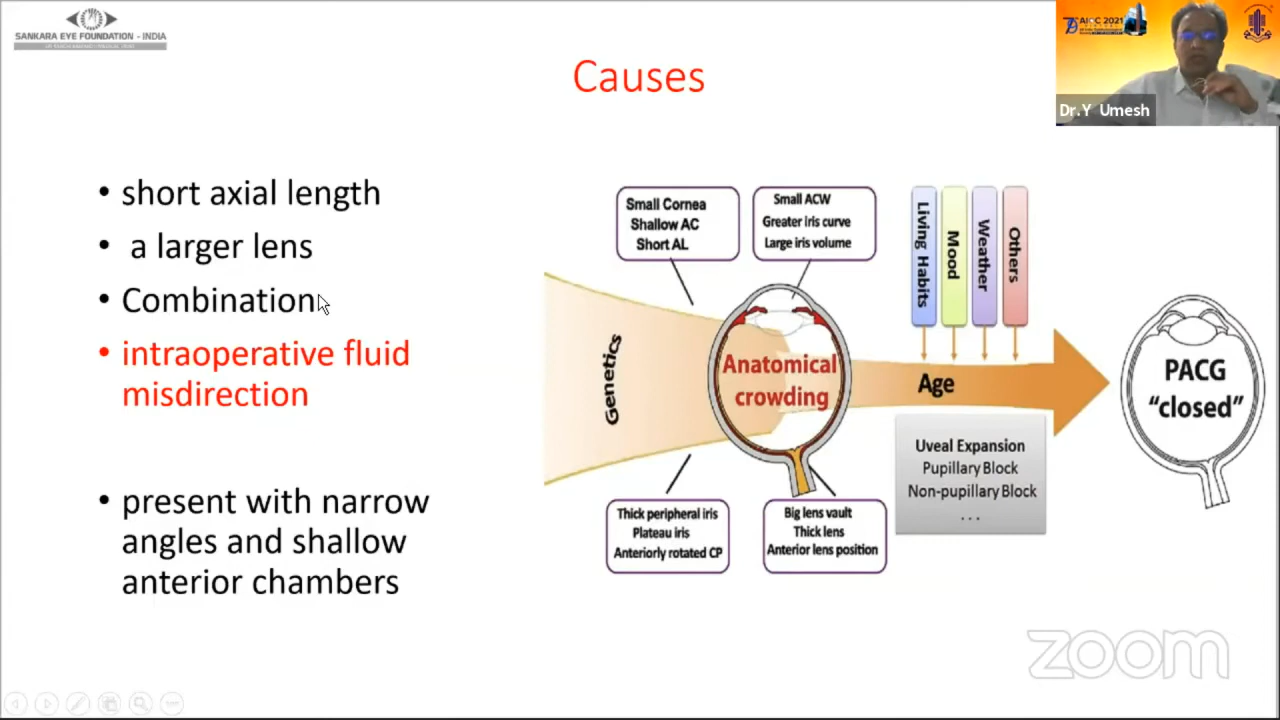 SANKARA EYE FOUNDATION - INDIA
Causes
AIOC 2021
Dr.Y Umesh
• short axial length
• a larger lens
• Combination
• intraoperative fluid
misdirection
• present with narrow
angles and shallow
anterior chambers
Small Cornea
Shallow AC
Short AL
Small ACW
Greater iris curve
Large iris volume
Living Habits
Mood
Weather
Others
Genetics
Anatomical
crowding
Age
PACG
“closed”
Uveal Expansion
Pupillary Block
Non-pupillary Block
...
Thick peripheral iris
Plateau iris
Anteriorly rotated CP
Big lens vault
Thick lens
Anterior lens position
zoom